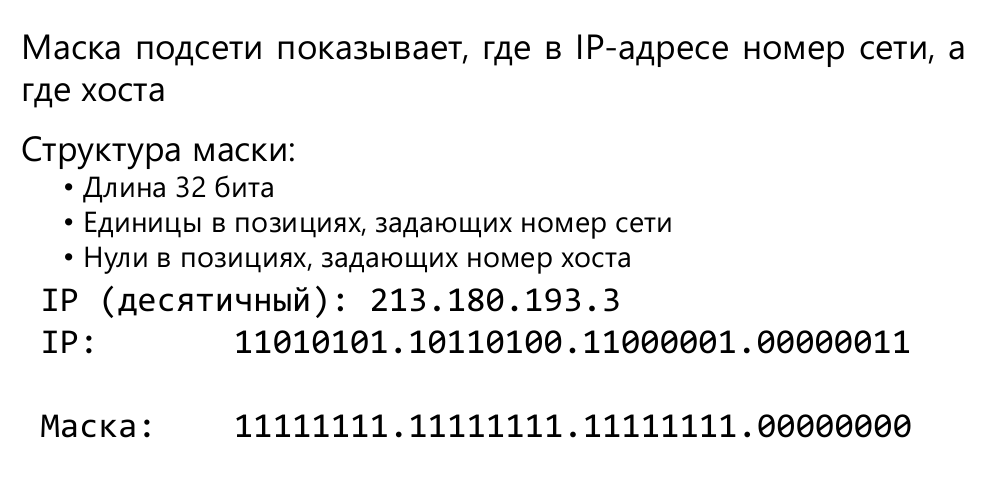 Маска подсети показывает, где в IP-адресе номер сети, а
где хоста
Структура маски:
• Длина 32 бита
• Единицы в позициях, задающих номер сети
• Нули в позициях, задающих номер хоста
IP (десятичный): 213.180.193.3
IP: 11010101.10110100.11000001.00000011
Маска: 11111111.11111111.11111111.00000000